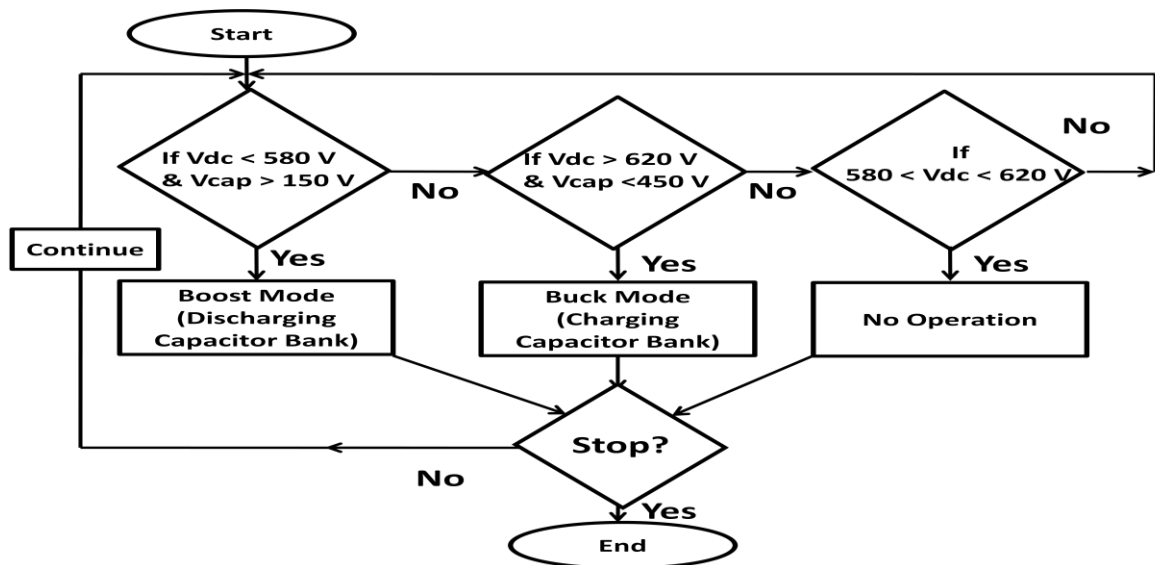 Start
If Vdc < 580 V
& Vcap > 150 V
No
If Vdc > 620 V
& Vcap <450 V
No
If
580 < Vdc < 620 V
No
Continue
Yes
Yes
Yes
Boost Mode
(Discharging
Capacitor Bank)
Buck Mode
(Charging
Capacitor Bank)
No Operation
Stop?
No
Yes
End